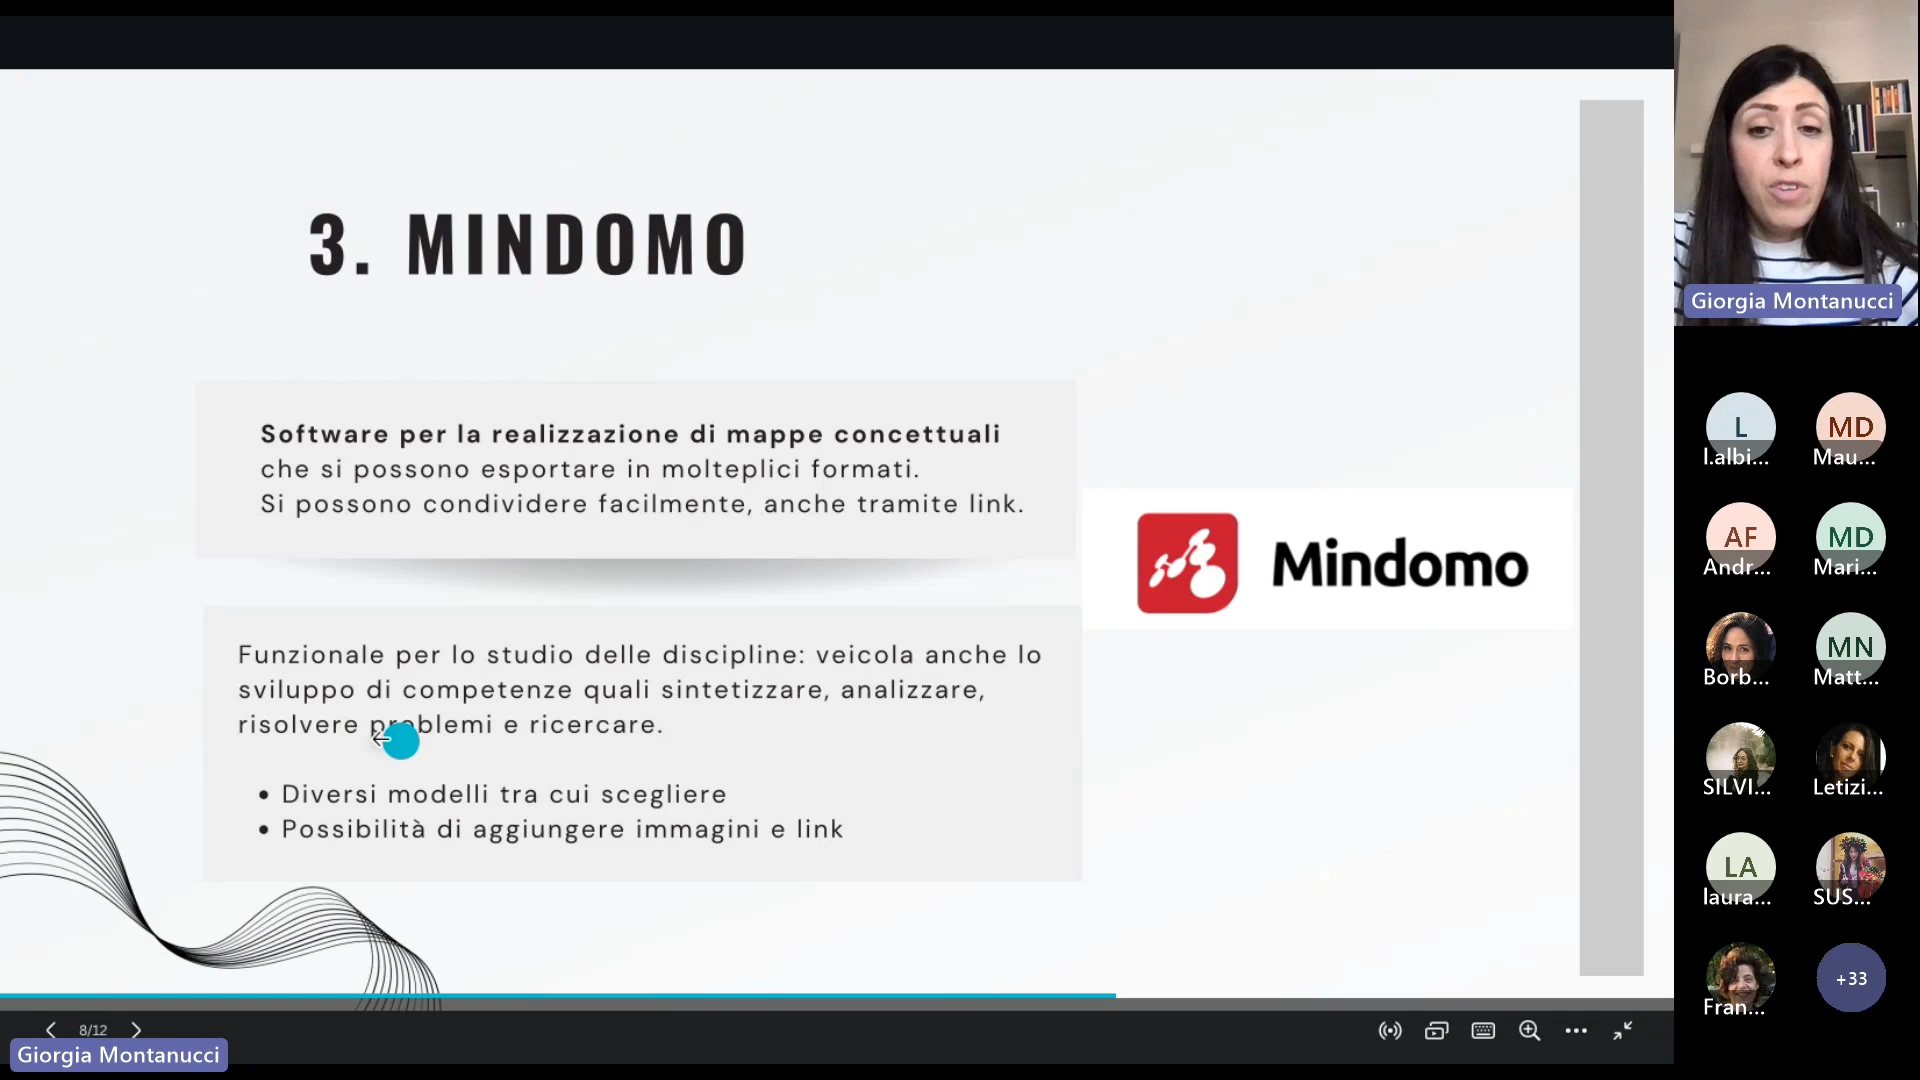 3. MINDOMO
Software per la realizzazione di mappe concettuali
che si possono esportare in molteplici formati.
Si possono condividere facilmente, anche tramite link.
Mindomo
Funzionale per lo studio delle discipline: veicola anche lo
sviluppo di competenze quali sintetizzare, analizzare,
risolvere problemi e ricercare.
• Diversi modelli tra cui scegliere
• Possibilità di aggiungere immagini e link
8/12
Giorgia Montanucci
Giorgia Montanucci
L
l.albi...
MD
Mau...
AF
Andr...
MD
Mari...
Borb...
MN
Matt...
SILVI...
Letizi...
LA
laura...
SUS...
Fran...
+33